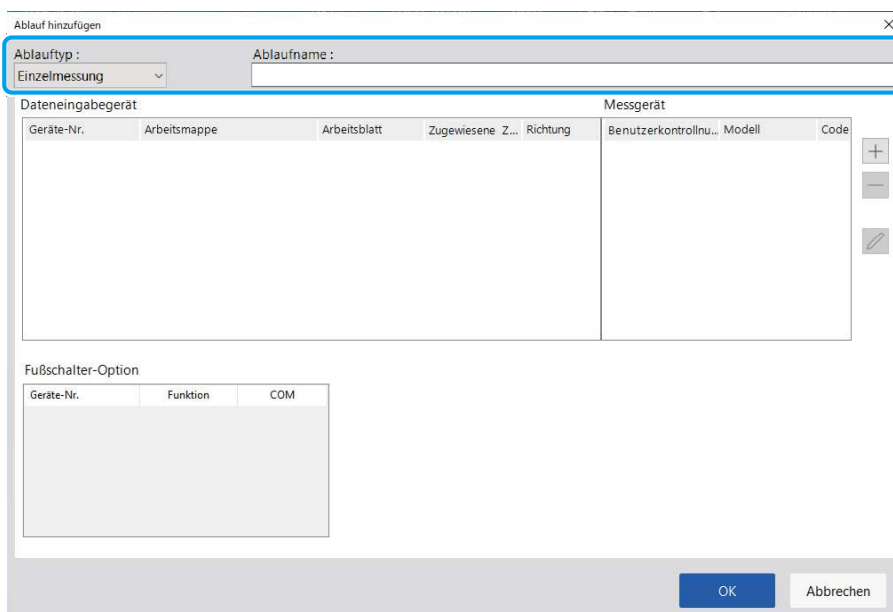 Ablauf hinzufügen
Ablauftyp :
Ablaufname :
Einzelmessung
Dateneingabegerät
Messgerät
Geräte-Nr. Arbeitsmappe Arbeitsblatt Zugewiesene Z... Richtung Benutzerkontrollnu... Modell Code
Fußschalter-Option
Geräte-Nr. Funktion COM
OK Abbrechen